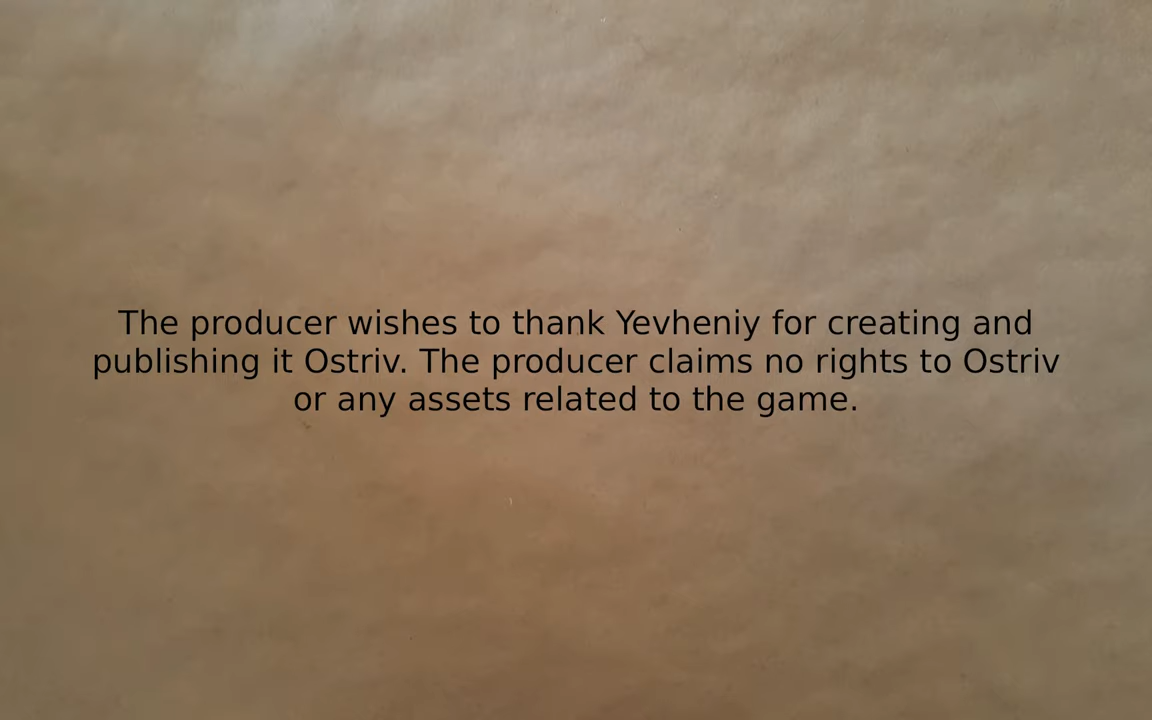 The producer wishes to thank Yevheniy for creating and
publishing it Ostriv. The producer claims no rights to Ostriv
or any assets related to the game.